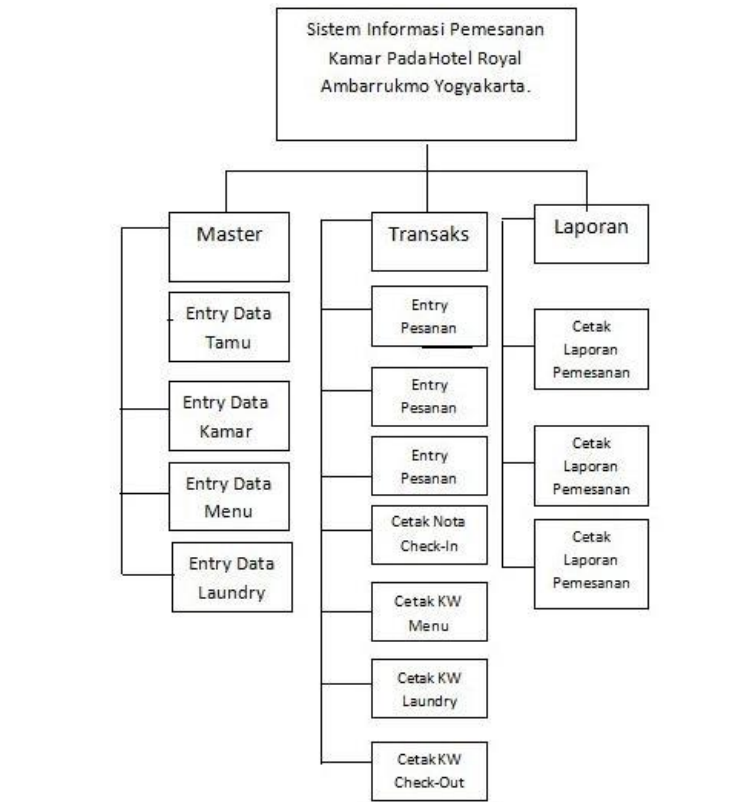 Sistem Informasi Pemesanan
Kamar PadaHotel Royal
Ambarrukmo Yogyakarta.
Master
Entry Data
Tamu
Entry Data
Kamar
Entry Data
Menu
Entry Data
Laundry
Transaks
Entry
Pesanan
Entry
Pesanan
Entry
Pesanan
Cetak Nota
Check-In
Cetak KW
Menu
Cetak KW
Laundry
CetakKW
Check-Out
Laporan
Cetak
Laporan
Pemesanan
Cetak
Laporan
Pemesanan
Cetak
Laporan
Pemesanan